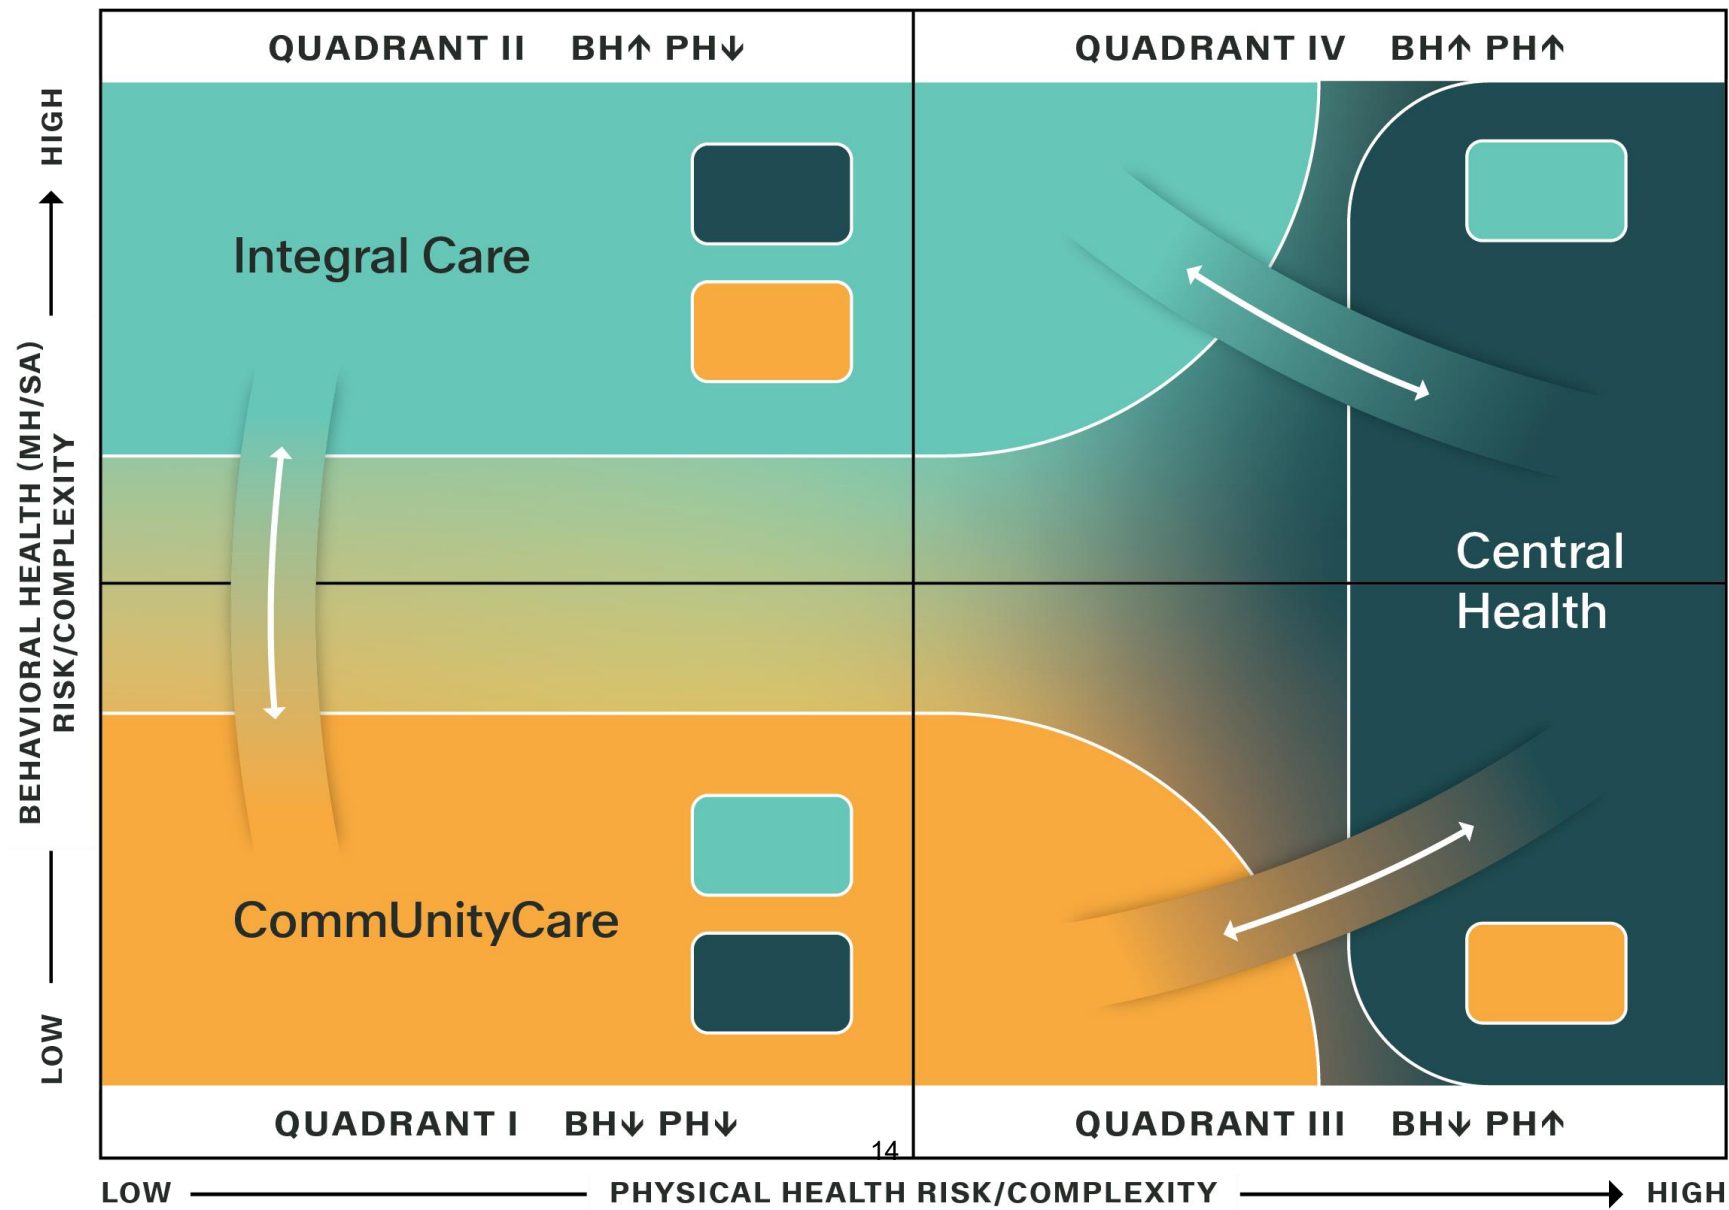 QUADRANT II BH↑ PH↓
QUADRANT IV BH↑ PH↑
HIGH
BEHAVIORAL HEALTH (MH/SA)
RISK/COMPLEXITY
LOW
Integral Care
Central
Health
CommUnityCare
QUADRANT I BH↓ PH↓
QUADRANT III BH↓ PH↑
14
LOW
PHYSICAL HEALTH RISK/COMPLEXITY
HIGH